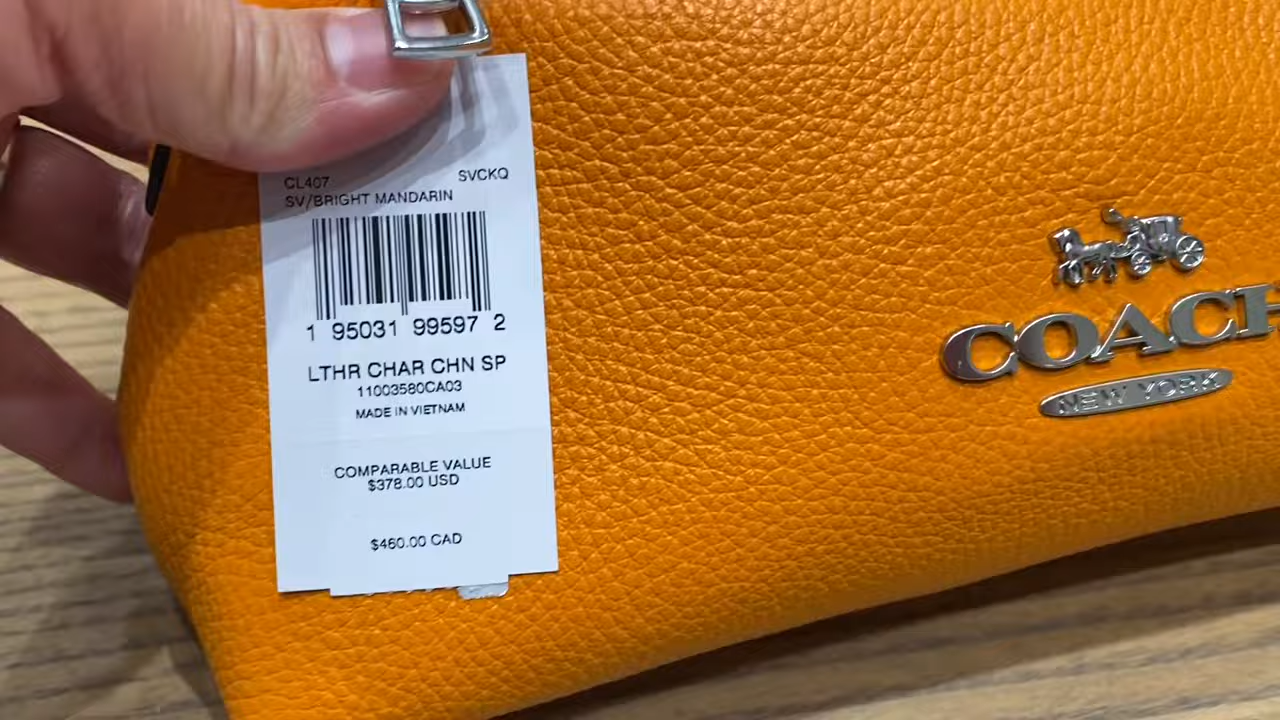 CL407 SVCKQ
SV/BRIGHT MANDARIN
1 95031 99597 2
LTHR CHAR CHN SP
11003580CA03
MADE IN VIETNAM
COMPARABLE VALUE
$378.00 USD
$460.00 CAD
COACH
NEW YORK